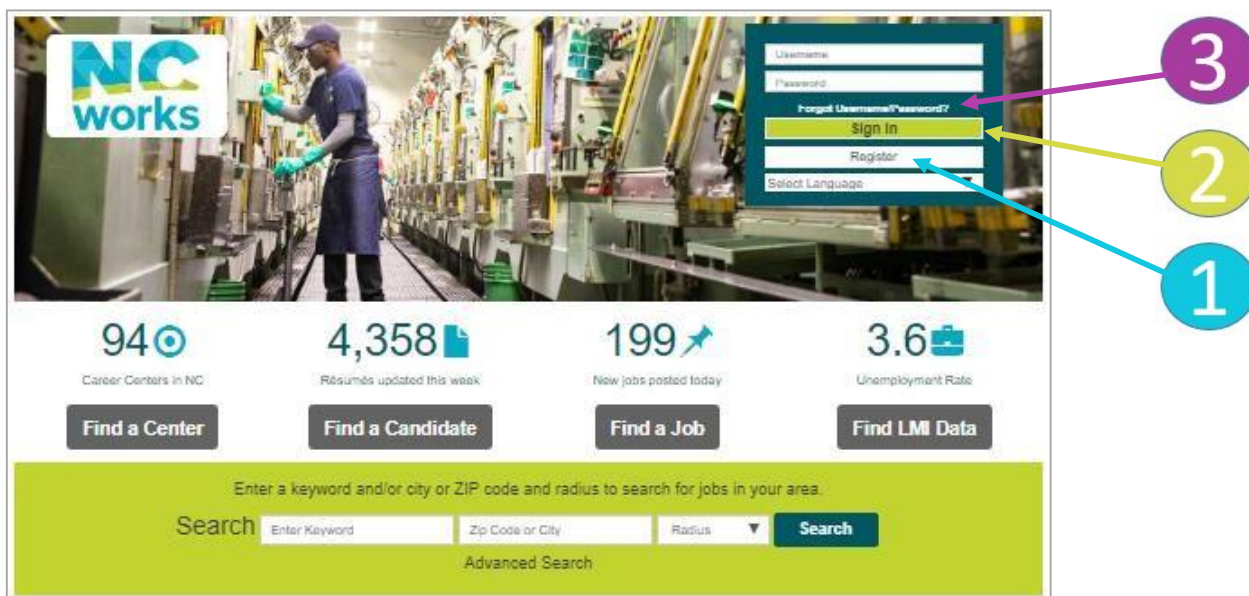 NC
works
Username
Password
Forgot Username/Password?
Sign In
Register
Select Language
3
2
1
94
4,358
199
3.6
Career Centers in NC
Résumés updated this week
New jobs posted today
Unemployment Rate
Find a Center
Find a Candidate
Find a Job
Find LMI Data
Enter a keyword and/or city or ZIP code and radius to search for jobs in your area.
Search Enter Keyword Zip Code or City Radius Search
Advanced Search